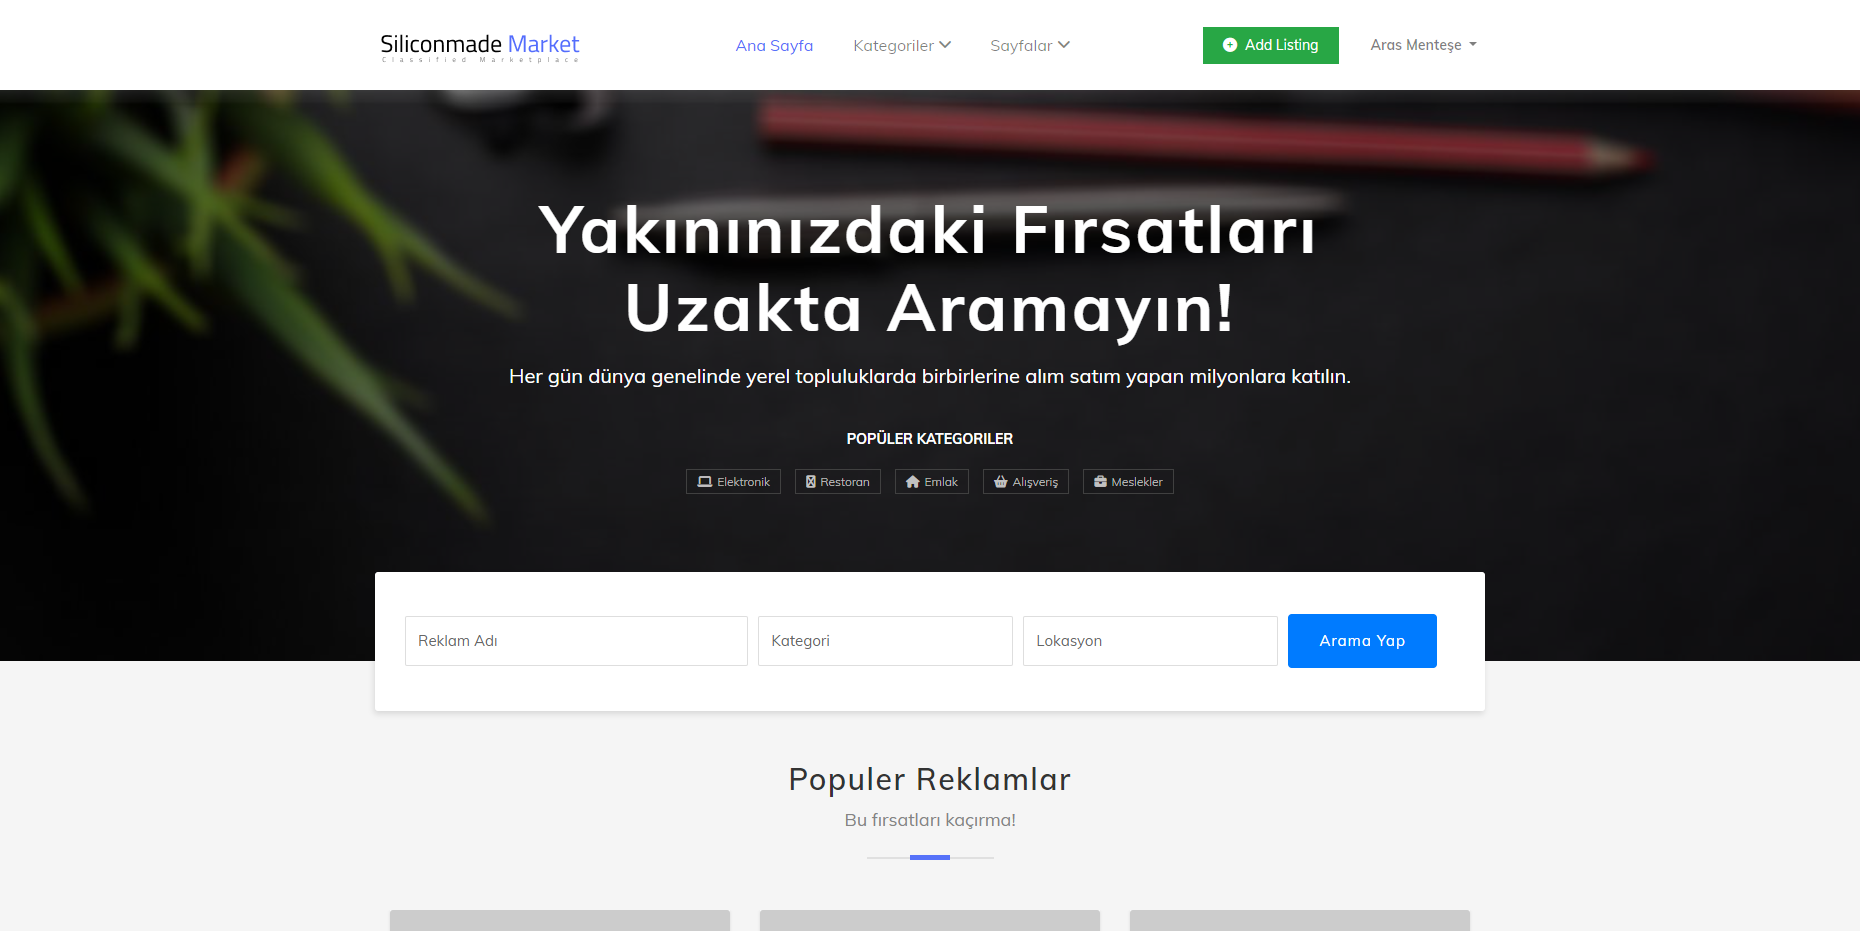 Siliconmade Market
Classified Marketplace
Ana Sayfa
Kategoriler
Sayfalar
Add Listing
Aras Menteşe
Yakınınızdaki Fırsatları
Uzakta Aramayın!
Her gün dünya genelinde yerel topluluklarda birbirlerine alım satım yapan milyonlara katılın.
POPÜLER KATEGORILER
Elektronik
Restoran
Emlak
Alışveriş
Meslekler
Reklam Adı
Kategori
Lokasyon
Arama Yap
Populer Reklamlar
Bu fırsatları kaçırma!